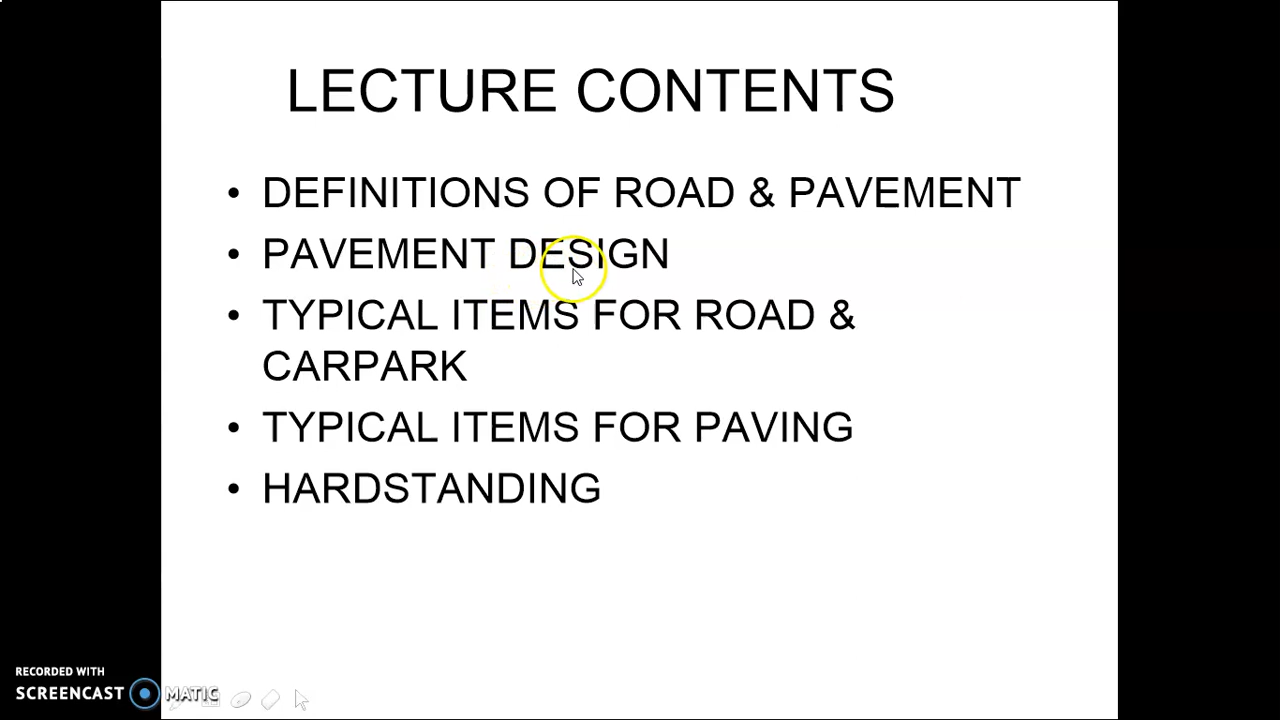 LECTURE CONTENTS
• DEFINITIONS OF ROAD & PAVEMENT
• PAVEMENT DESIGN
• TYPICAL ITEMS FOR ROAD &
CARPARK
• TYPICAL ITEMS FOR PAVING
• HARDSTANDING
RECORDED WITH
SCREENCAST MATIC